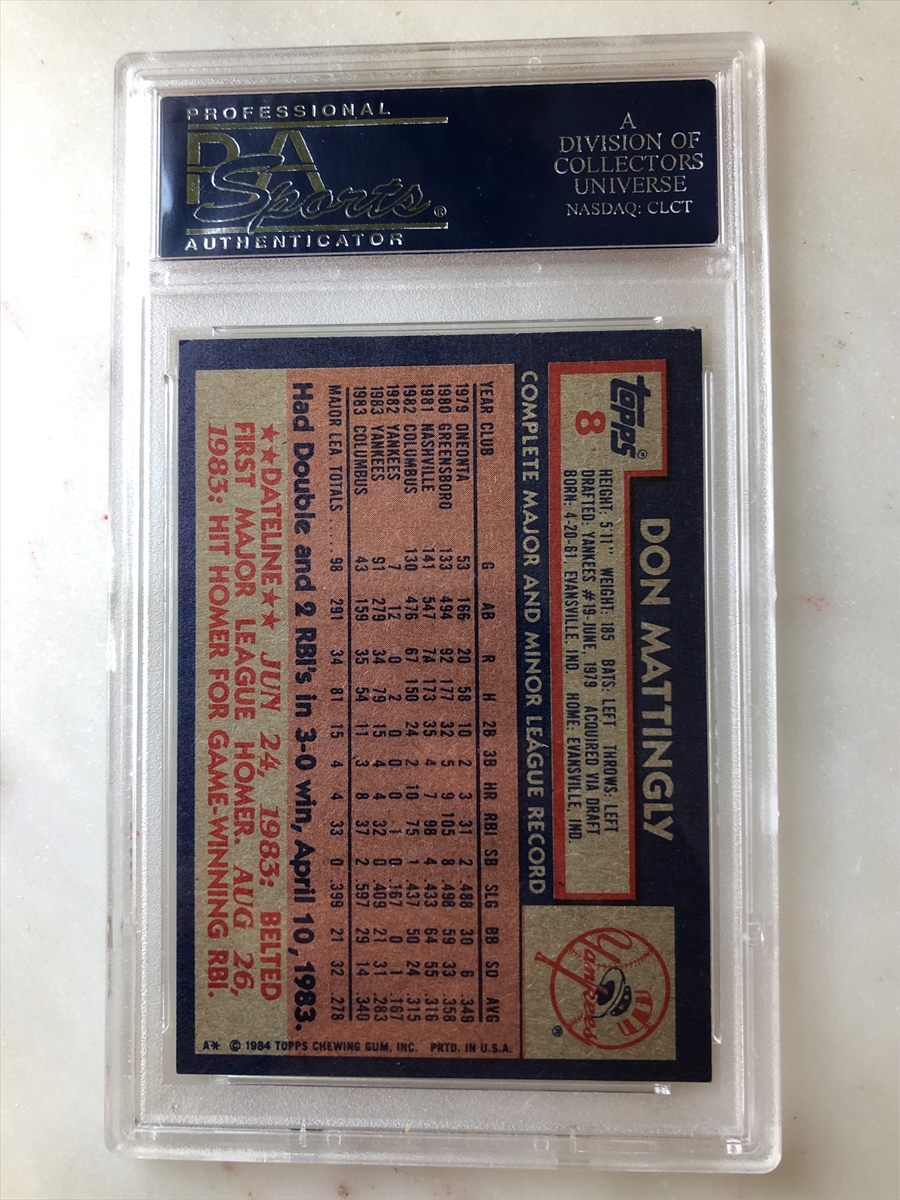 PROFESSIONAL
PSA
Sports®
AUTHENTICATOR
A
DIVISION OF
COLLECTORS
UNIVERSE
NASDAQ: CLCT
topps®
8
DON MATTINGLY
HEIGHT: 5'11" WEIGHT: 185 BATS: LEFT THROWS: LEFT
DRAFTED: YANKEES #19-JUNE, 1979 ACQUIRED VIA DRAFT
BORN: 4-20-61, EVANSVILLE, IND. HOME: EVANSVILLE, IND.
Yankees®
COMPLETE MAJOR AND MINOR LEAGUE RECORD
YEAR CLUB G AB R H 2B 3B HR RBI SB SLG BB SO AVG
1979 ONEONTA 53 166 20 58 10 2 3 31 2 .488 30 6 .349
1980 GREENSBORO 133 494 92 177 32 5 9 105 8 .498 59 33 .358
1981 NASHVILLE 141 547 74 173 35 4 7 98 4 .433 64 55 .316
1982 COLUMBUS 130 476 67 150 24 2 10 75 1 .437 50 24 .315
1982 YANKEES 7 12 0 2 0 0 0 1 0 .167 0 1 .167
1983 YANKEES 91 279 34 79 15 4 4 32 0 .409 21 31 .283
1983 COLUMBUS 43 159 35 54 11 3 8 37 2 .597 29 14 .340
MAJOR LEA TOTALS.... 98 291 34 81 15 4 4 33 0 .399 21 32 .278
Had Double and 2 RBI's in 3-0 win, April 10, 1983.
★★DATELINE★★ JUN 24, 1983: BELTED
FIRST MAJOR LEAGUE HOMER. AUG 26,
1983: HIT HOMER FOR GAME-WINNING RBI.
A* © 1984 TOPPS CHEWING GUM, INC. PRTD. IN U.S.A.